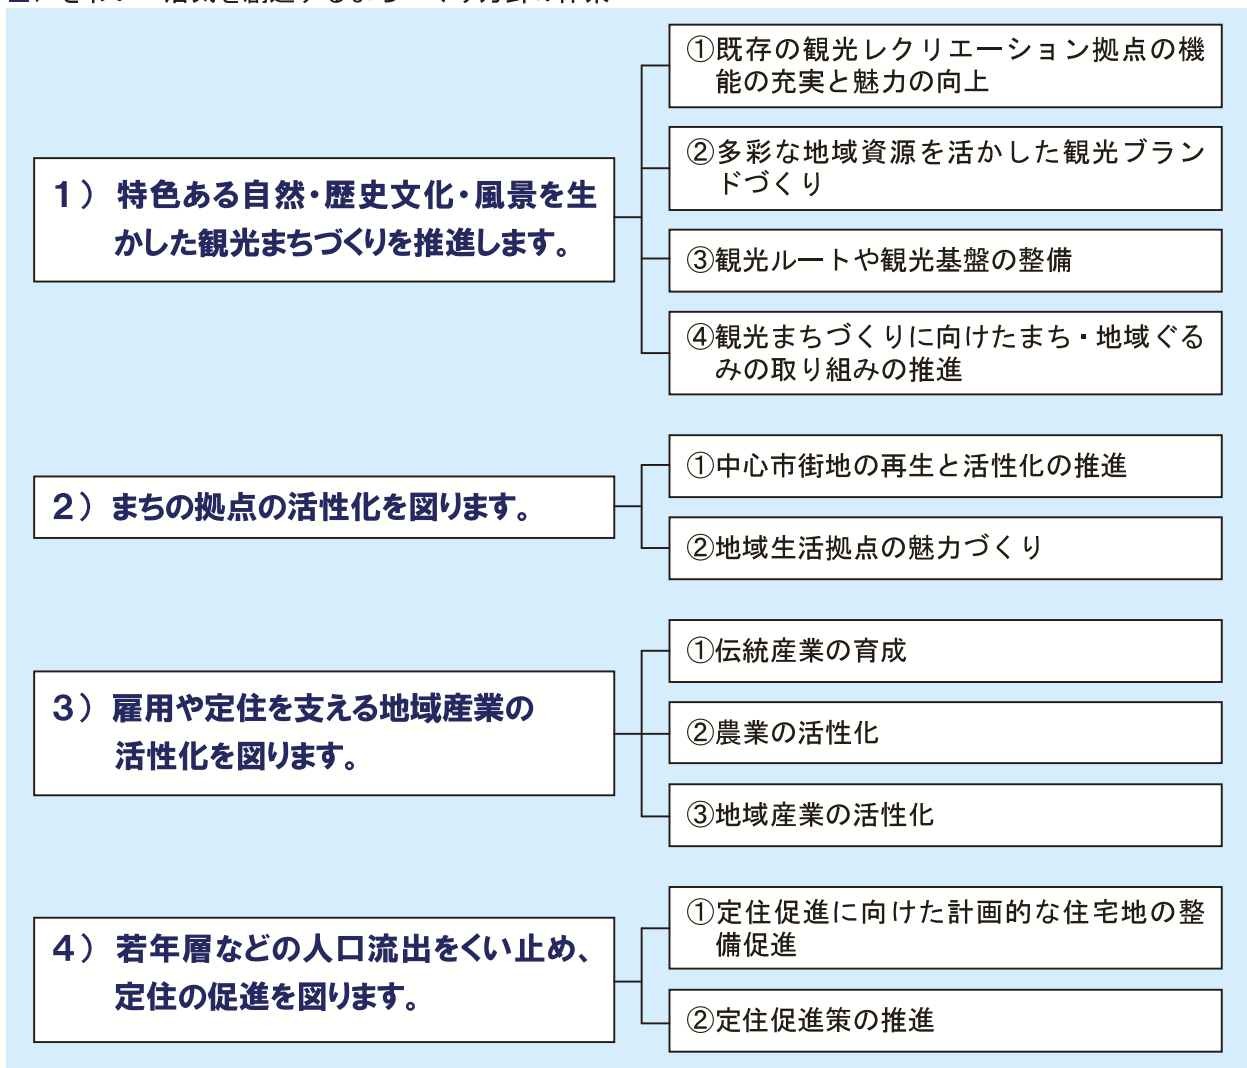 1）特色ある自然・歴史文化・風景を生
かした観光まちづくりを推進します。
①既存の観光レクリエーション拠点の機
能の充実と魅力の向上
②多彩な地域資源を活かした観光ブラン
ドづくり
③観光ルートや観光基盤の整備
④観光まちづくりに向けたまち・地域ぐる
みの取り組みの推進
2）まちの拠点の活性化を図ります。
①中心市街地の再生と活性化の推進
②地域生活拠点の魅力づくり
3）雇用や定住を支える地域産業の
活性化を図ります。
①伝統産業の育成
②農業の活性化
③地域産業の活性化
4）若年層などの人口流出をくい止め、
定住の促進を図ります。
①定住促進に向けた計画的な住宅地の整
備促進
②定住促進策の推進